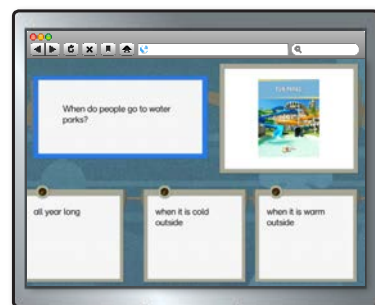 When do people go to water
parks?
all year long
when it is cold
outside
when it is warm
outside